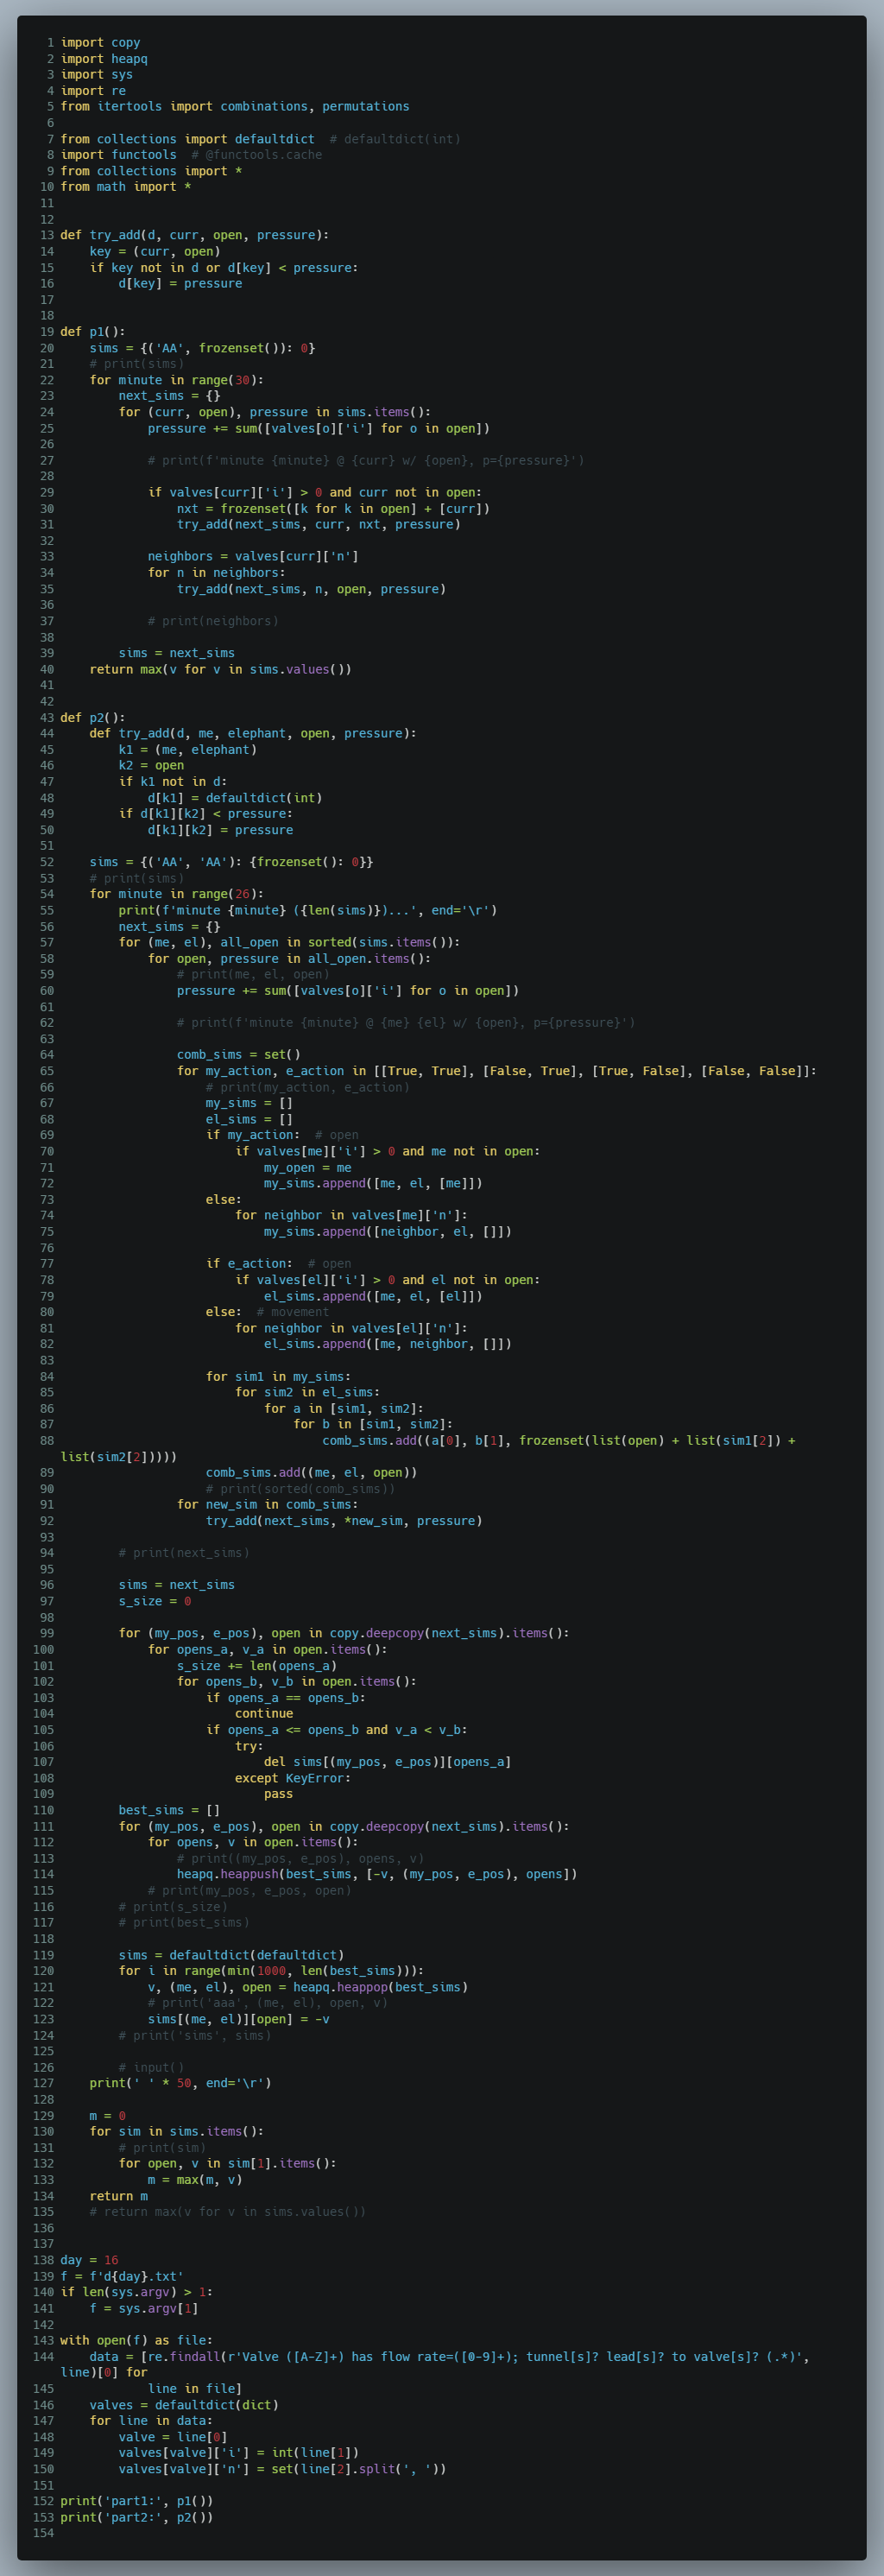 1 import copy
2 import heapq
3 import sys
4 import re
5 from itertools import combinations, permutations
6
7 from collections import defaultdict  # defaultdict(int)
8 import functools  # @functools.cache
9 from collections import *
10 from math import *
11
12
13 def try_add(d, curr, open, pressure):
14     key = (curr, open)
15     if key not in d or d[key] < pressure:
16         d[key] = pressure
17
18
19 def p1():
20     sims = {('AA', frozenset()): 0}
21     # print(sims)
22     for minute in range(30):
23         next_sims = {}
24         for (curr, open), pressure in sims.items():
25             pressure += sum([valves[o]['i'] for o in open])
26
27             # print(f'minute {minute} @ {curr} w/ {open}, p={pressure}')
28
29             if valves[curr]['i'] > 0 and curr not in open:
30                 nxt = frozenset([k for k in open] + [curr])
31                 try_add(next_sims, curr, nxt, pressure)
32
33             neighbors = valves[curr]['n']
34             for n in neighbors:
35                 try_add(next_sims, n, open, pressure)
36
37             # print(neighbors)
38
39         sims = next_sims
40     return max(v for v in sims.values())
41
42
43 def p2():
44     def try_add(d, me, elephant, open, pressure):
45         k1 = (me, elephant)
46         k2 = open
47         if k1 not in d:
48             d[k1] = defaultdict(int)
49         if d[k1][k2] < pressure:
50             d[k1][k2] = pressure
51
52     sims = {('AA', 'AA'): {frozenset(): 0}}
53     # print(sims)
54     for minute in range(26):
55         print(f'minute {minute} ({len(sims)})...', end='\r')
56         next_sims = {}
57         for (me, el), all_open in sorted(sims.items()):
58             for open, pressure in all_open.items():
59                 # print(me, el, open)
60                 pressure += sum([valves[o]['i'] for o in open])
61
62                 # print(f'minute {minute} @ {me} {el} w/ {open}, p={pressure}')
63
64                 comb_sims = set()
65                 for my_action, e_action in [[True, True], [False, True], [True, False], [False, False]]:
66                     # print(my_action, e_action)
67                     my_sims = []
68                     el_sims = []
69                     if my_action:  # open
70                         if valves[me]['i'] > 0 and me not in open:
71                             my_open = me
72                             my_sims.append([me, el, [me]])
73                     else:
74                         for neighbor in valves[me]['n']:
75                             my_sims.append([neighbor, el, []])
76
77                     if e_action:  # open
78                         if valves[el]['i'] > 0 and el not in open:
79                             el_sims.append([me, el, [el]])
80                     else:  # movement
81                         for neighbor in valves[el]['n']:
82                             el_sims.append([me, neighbor, []])
83
84                     for sim1 in my_sims:
85                         for sim2 in el_sims:
86                             for a in [sim1, sim2]:
87                                 for b in [sim1, sim2]:
88                                     comb_sims.add((a[0], b[1], frozenset(list(open) + list(sim1[2]) +
list(sim2[2]))))
89                     comb_sims.add((me, el, open))
90                     # print(sorted(comb_sims))
91                 for new_sim in comb_sims:
92                     try_add(next_sims, *new_sim, pressure)
93
94         # print(next_sims)
95
96         sims = next_sims
97         s_size = 0
98
99         for (my_pos, e_pos), open in copy.deepcopy(next_sims).items():
100             for opens_a, v_a in open.items():
101                 s_size += len(opens_a)
102                 for opens_b, v_b in open.items():
103                     if opens_a == opens_b:
104                         continue
105                     if opens_a <= opens_b and v_a < v_b:
106                         try:
107                             del sims[(my_pos, e_pos)][opens_a]
108                         except KeyError:
109                             pass
110         best_sims = []
111         for (my_pos, e_pos), open in copy.deepcopy(next_sims).items():
112             for opens, v in open.items():
113                 # print((my_pos, e_pos), opens, v)
114                 heapq.heappush(best_sims, [-v, (my_pos, e_pos), opens])
115             # print(my_pos, e_pos, open)
116         # print(s_size)
117         # print(best_sims)
118
119         sims = defaultdict(defaultdict)
120         for i in range(min(1000, len(best_sims))):
121             v, (me, el), open = heapq.heappop(best_sims)
122             # print('aaa', (me, el), open, v)
123             sims[(me, el)][open] = -v
124         # print('sims', sims)
125
126         # input()
127     print(' ' * 50, end='\r')
128
129     m = 0
130     for sim in sims.items():
131         # print(sim)
132         for open, v in sim[1].items():
133             m = max(m, v)
134     return m
135     # return max(v for v in sims.values())
136
137
138 day = 16
139 f = f'd{day}.txt'
140 if len(sys.argv) > 1:
141     f = sys.argv[1]
142
143 with open(f) as file:
144     data = [re.findall(r'Valve ([A-Z]+) has flow rate=([0-9]+); tunnel[s]? lead[s]? to valve[s]? (.*)',
line)[0] for
145             line in file]
146     valves = defaultdict(dict)
147     for line in data:
148         valve = line[0]
149         valves[valve]['i'] = int(line[1])
150         valves[valve]['n'] = set(line[2].split(', '))
151
152 print('part1:', p1())
153 print('part2:', p2())
154